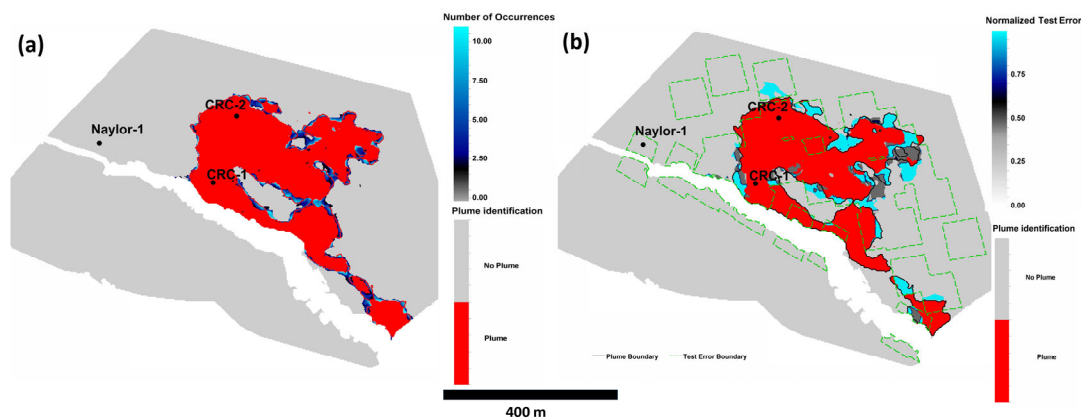 (a)
Number of Occurrences
10.00
7.50
5.00
2.50
0.00
Plume identification
No Plume
Plume
CRC-2
Naylor-1
CRC-1
(b)
Normalized Test Error
1.00
0.75
0.50
0.25
0.00
Plume identification
No Plume
Plume
CRC-2
Naylor-1
CRC-1
Plume Boundary
Test Error Boundary
400 m